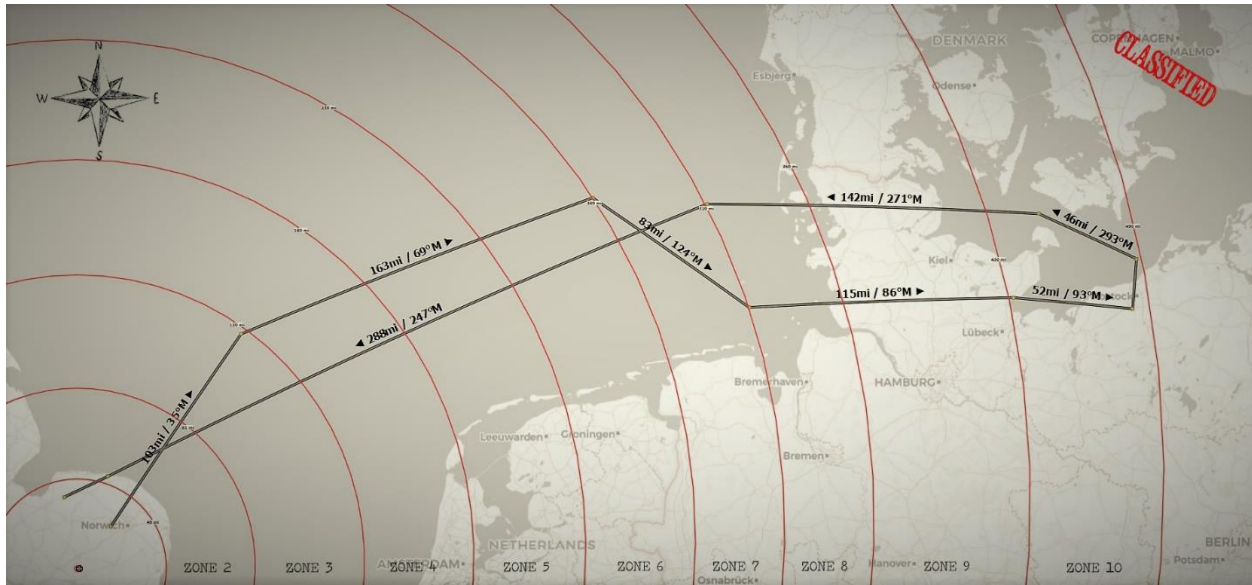 DENMARK
COPENHAGEN
MALMO
CLASSIFIED
N
W
E
S
Esbjerg
Odense
142mi / 271°M
46mi / 293°M
163mi / 69°M
83mi / 124°M
288mi / 247°M
115mi / 86°M
52mi / 93°M
Kiel
Lübeck
103mi / 35°M
Bremerhaven
HAMBURG
Leeuwarden
Groningen
Bremen
Norwich
NETHERLANDS
AMSTERDAM
BERLIN
Potsdam
Hanover
Osnabrück
ZONE 2
ZONE 3
ZONE 4
ZONE 5
ZONE 6
ZONE 7
ZONE 8
ZONE 9
ZONE 10